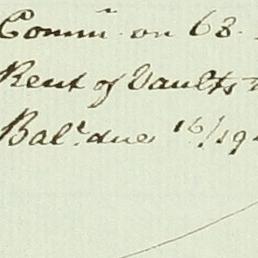 Commn. on 63.
Rent of Vaults
Balce. due 16/19